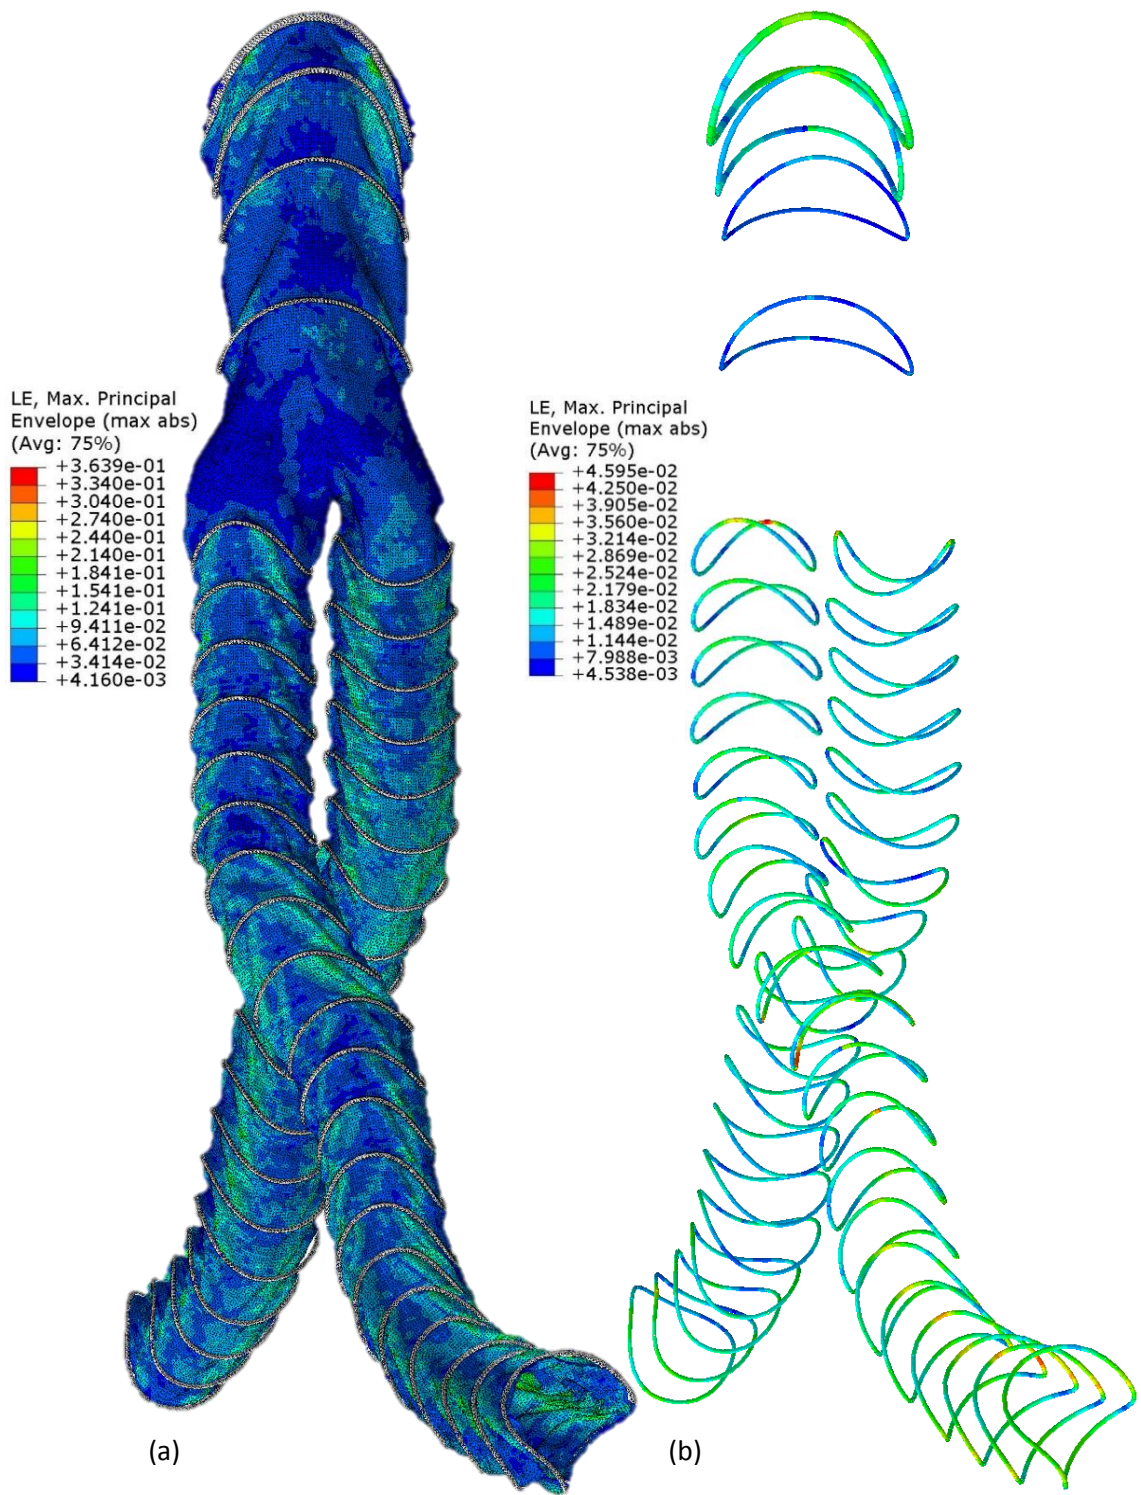 LE, Max. Principal
Envelope (max abs)
(Avg: 75%)
+3.639e-01
+3.340e-01
+3.040e-01
+2.740e-01
+2.440e-01
+2.140e-01
+1.841e-01
+1.541e-01
+1.241e-01
+9.411e-02
+6.412e-02
+3.414e-02
+4.160e-03
LE, Max. Principal
Envelope (max abs)
(Avg: 75%)
+4.595e-02
+4.250e-02
+3.905e-02
+3.560e-02
+3.214e-02
+2.869e-02
+2.524e-02
+2.179e-02
+1.834e-02
+1.489e-02
+1.144e-02
+7.988e-03
+4.538e-03
(a)
(b)